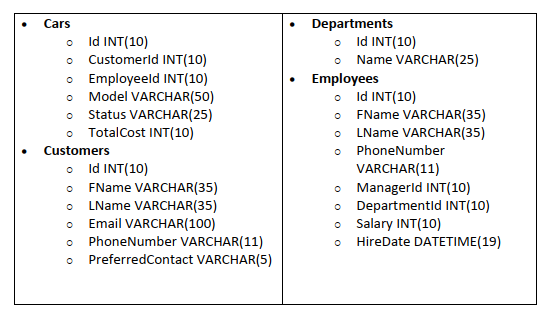 • Cars
o Id INT(10)
o CustomerId INT(10)
o EmployeeId INT(10)
o Model VARCHAR(50)
o Status VARCHAR(25)
o TotalCost INT(10)
• Customers
o Id INT(10)
o FName VARCHAR(35)
o LName VARCHAR(35)
o Email VARCHAR(100)
o PhoneNumber VARCHAR(11)
o PreferredContact VARCHAR(5)
• Departments
o Id INT(10)
o Name VARCHAR(25)
• Employees
o Id INT(10)
o FName VARCHAR(35)
o LName VARCHAR(35)
o PhoneNumber
VARCHAR(11)
o ManagerId INT(10)
o DepartmentId INT(10)
o Salary INT(10)
o HireDate DATETIME(19)